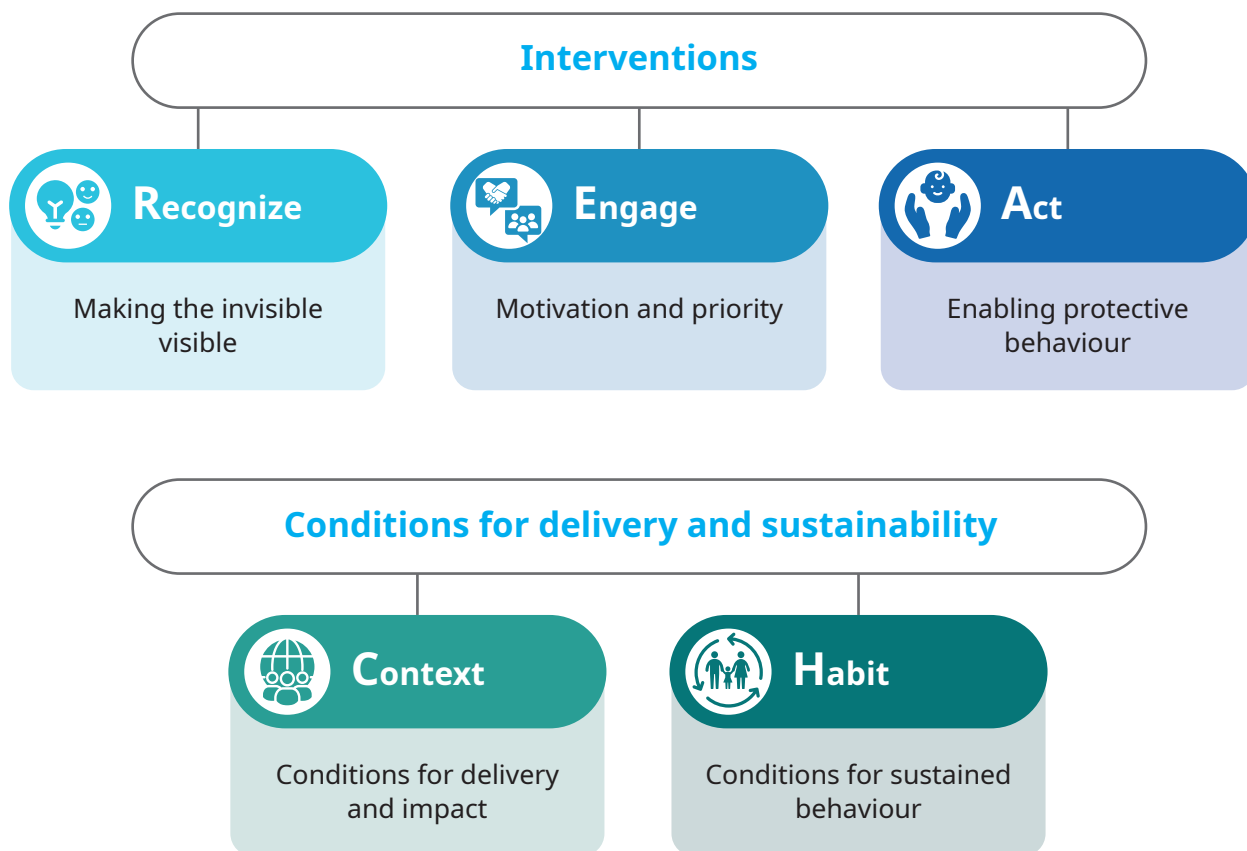 Interventions
Recognize
Engage
Act
Making the invisible
visible
Motivation and priority
Enabling protective
behaviour
Conditions for delivery and sustainability
Context
Habit
Conditions for delivery
and impact
Conditions for sustained
behaviour